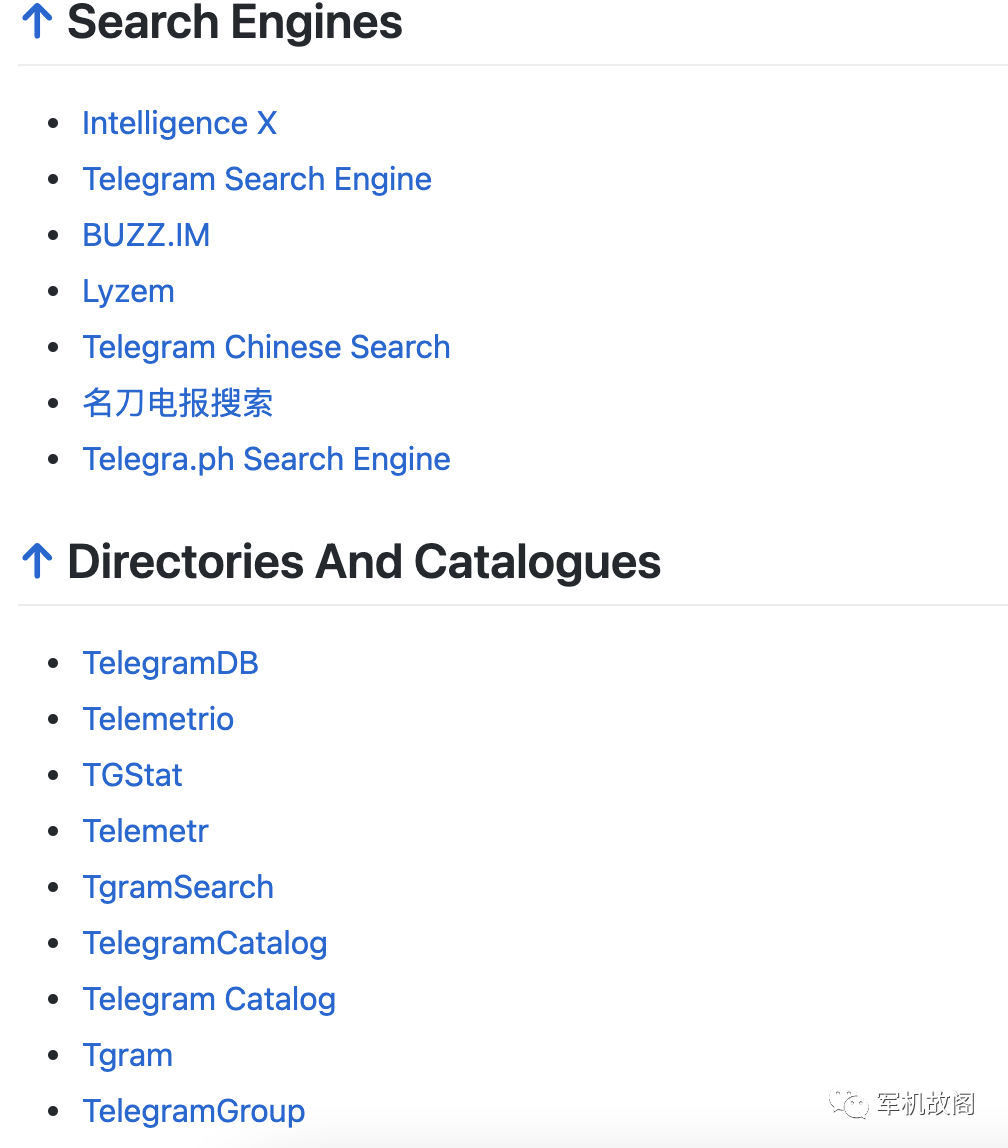 ↑ Search Engines
• Intelligence X
• Telegram Search Engine
• BUZZ.IM
• Lyzem
• Telegram Chinese Search
• 名刀电报搜索
• Telegra.ph Search Engine
↑ Directories And Catalogues
• TelegramDB
• Telemetrio
• TGStat
• Telemetr
• TgramSearch
• TelegramCatalog
• Telegram Catalog
• Tgram
• TelegramGroup
军机故阁